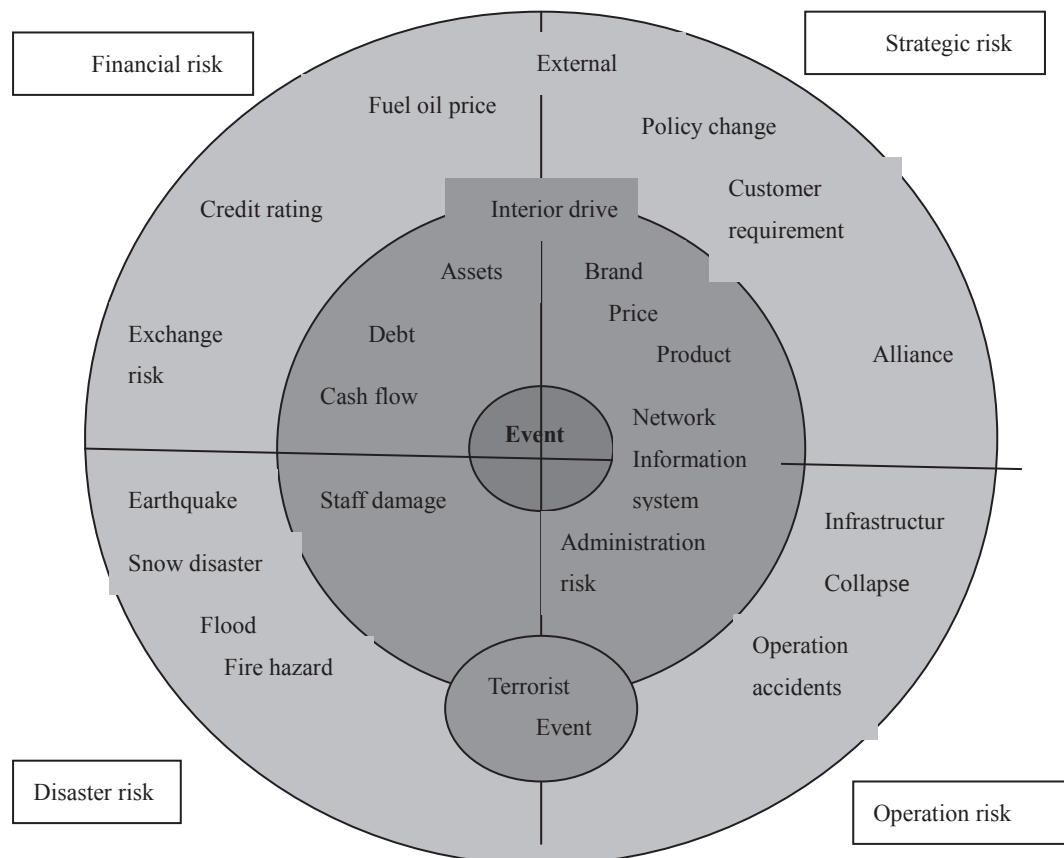 Financial risk
Strategic risk
External
Fuel oil price
Policy change
Credit rating
Customer
requirement
Interior drive
Assets
Brand
Price
Exchange
risk
Debt
Product
Alliance
Cash flow
Event
Network
Information
system
Earthquake
Staff damage
Infrastructur
Administration
risk
Snow disaster
Collapse
Flood
Fire hazard
Operation
accidents
Terrorist
Event
Disaster risk
Operation risk